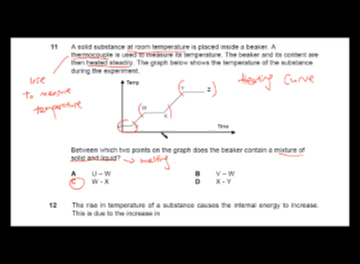 11 A solid substance at room temperature is placed inside a beaker. A
thermocouple is used to measure its temperature. The beaker and its content are
then heated steadily. The graph below shows the temperature of the substance
during the experiment.
use
to measure
temperature
Heating Curve
Temp
W
X
Y
Z
Time
Between which two points on the graph does the beaker contain a mixture of
solid and liquid? → melting
A U – W B V – W
C W - X D X - Y
12 The rise in temperature of a substance causes the internal energy to increase.
This is due to the increase in